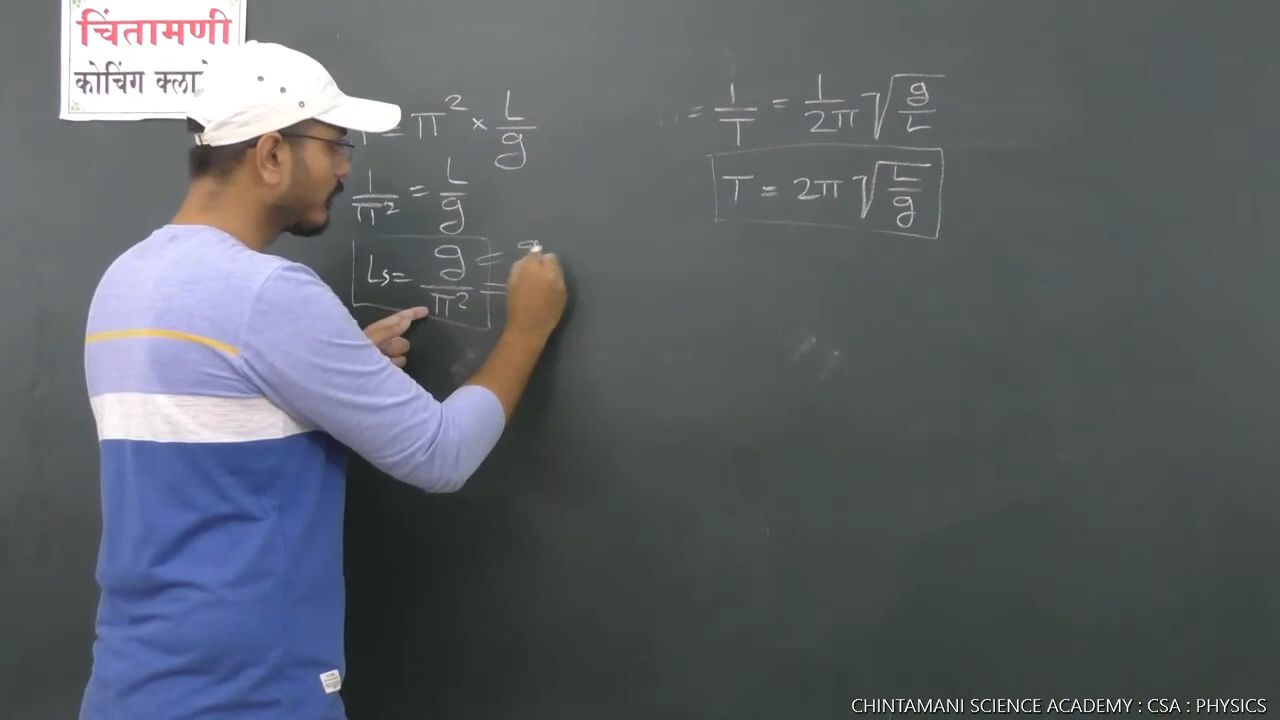 चिंतामणी
कोचिंग क्ला
= π² × L/g
1/π² = L/g
Ls = g/π² =
= 1/T = 1/2π √g/L
T = 2π √L/g
CHINTAMANI SCIENCE ACADEMY : CSA : PHYSICS